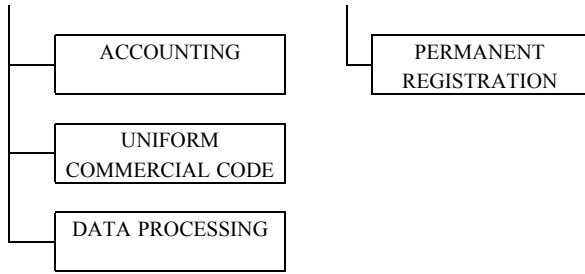 ACCOUNTING
UNIFORM
COMMERCIAL CODE
DATA PROCESSING
PERMANENT
REGISTRATION